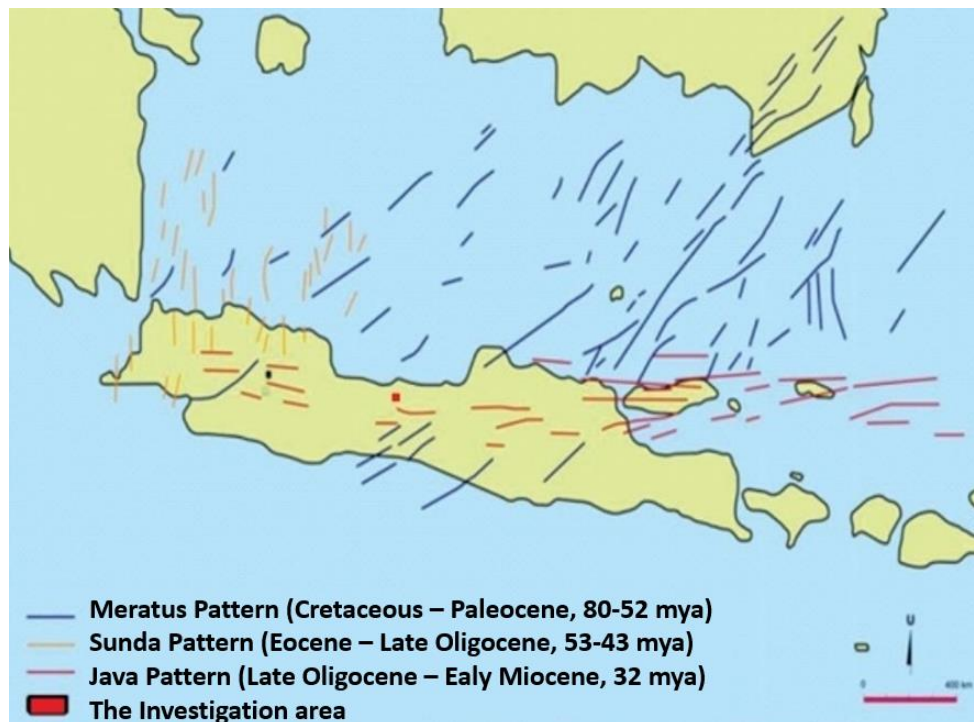 Meratus Pattern (Cretaceous – Paleocene, 80-52 mya)
Sunda Pattern (Eocene – Late Oligocene, 53-43 mya)
Java Pattern (Late Oligocene – Ealy Miocene, 32 mya)
The Investigation area
U
0 400 km